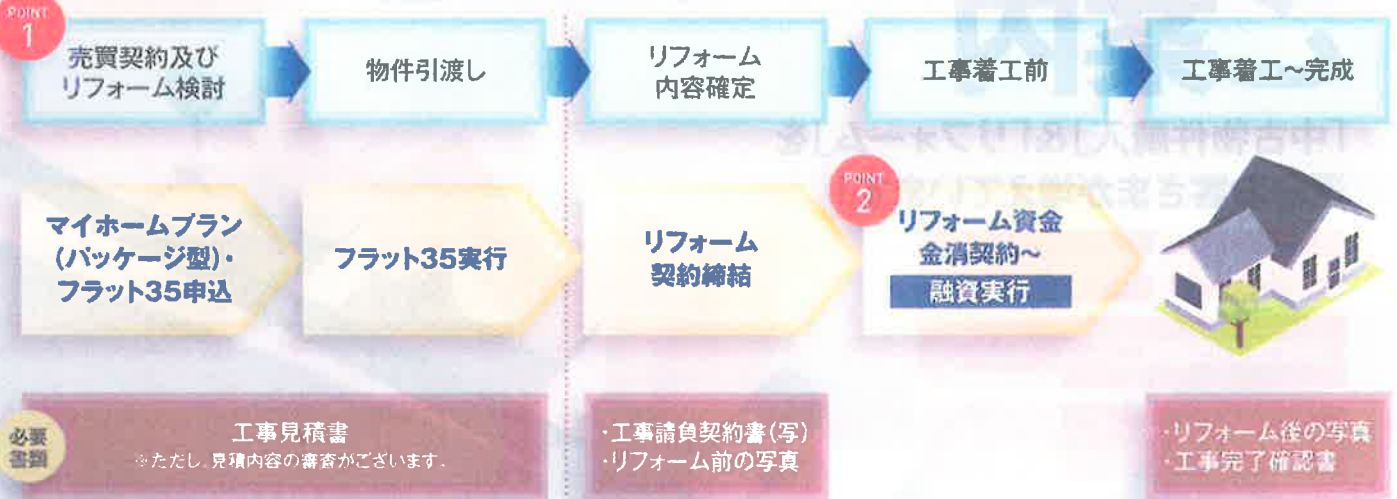 POINT
1
売買契約及び
リフォーム検討
物件引渡し
リフォーム
内容確定
工事着工前
工事着工～完成
マイホームプラン
(パッケージ型)・
フラット35申込
フラット35実行
リフォーム
契約締結
POINT
2
リフォーム資金
金消契約～
融資実行
必要
書類
工事見積書
※ただし、見積内容の審査がございます。
・工事請負契約書(写)
・リフォーム前の写真
・リフォーム後の写真
・工事完了確認書